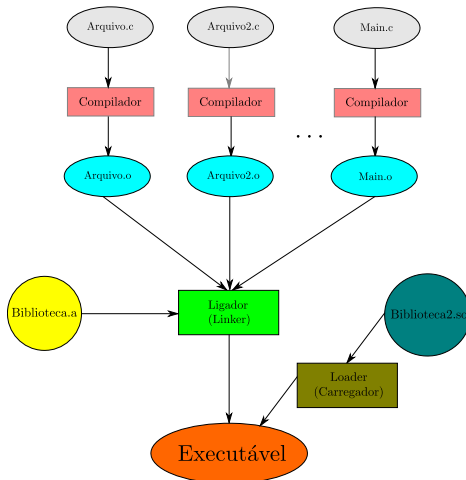 Arquivo.c
Arquivo2.c
Main.c
Compilador
Compilador
Compilador
...
Arquivo.o
Arquivo2.o
Main.o
Biblioteca.a
Ligador
(Linker)
Biblioteca2.so
Loader
(Carregador)
Executável